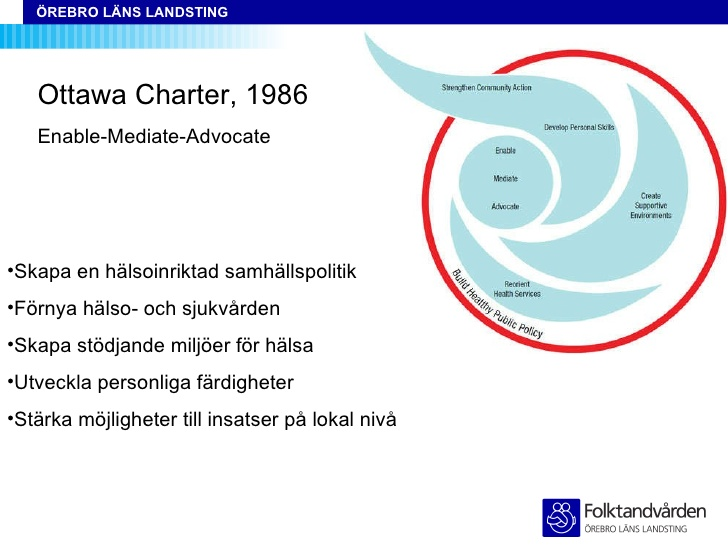 ÖREBRO LÄNS LANDSTING
Ottawa Charter, 1986
Enable-Mediate-Advocate
Strengthen Community Action
Develop Personal Skills
Enable
Mediate
Advocate
Create
Supportive
Environments
Reorient
Health Services
Build Healthy Public Policy
•Skapa en hälsoinriktad samhällspolitik
•Förnya hälso- och sjukvården
•Skapa stödjande miljöer för hälsa
•Utveckla personliga färdigheter
•Stärka möjligheter till insatser på lokal nivå
Folktandvården
ÖREBRO LÄNS LANDSTING